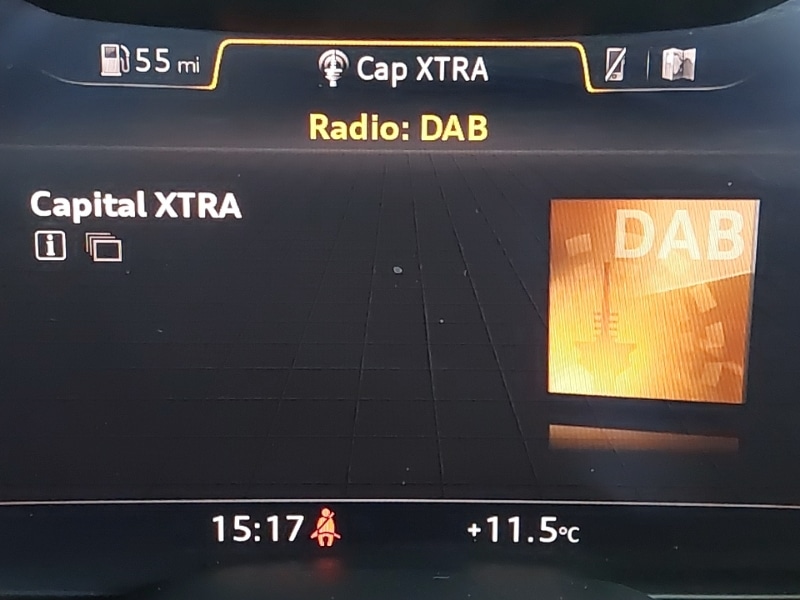 55 mi Cap XTRA
Radio: DAB
Capital XTRA
i
DAB
15:17 +11.5°C